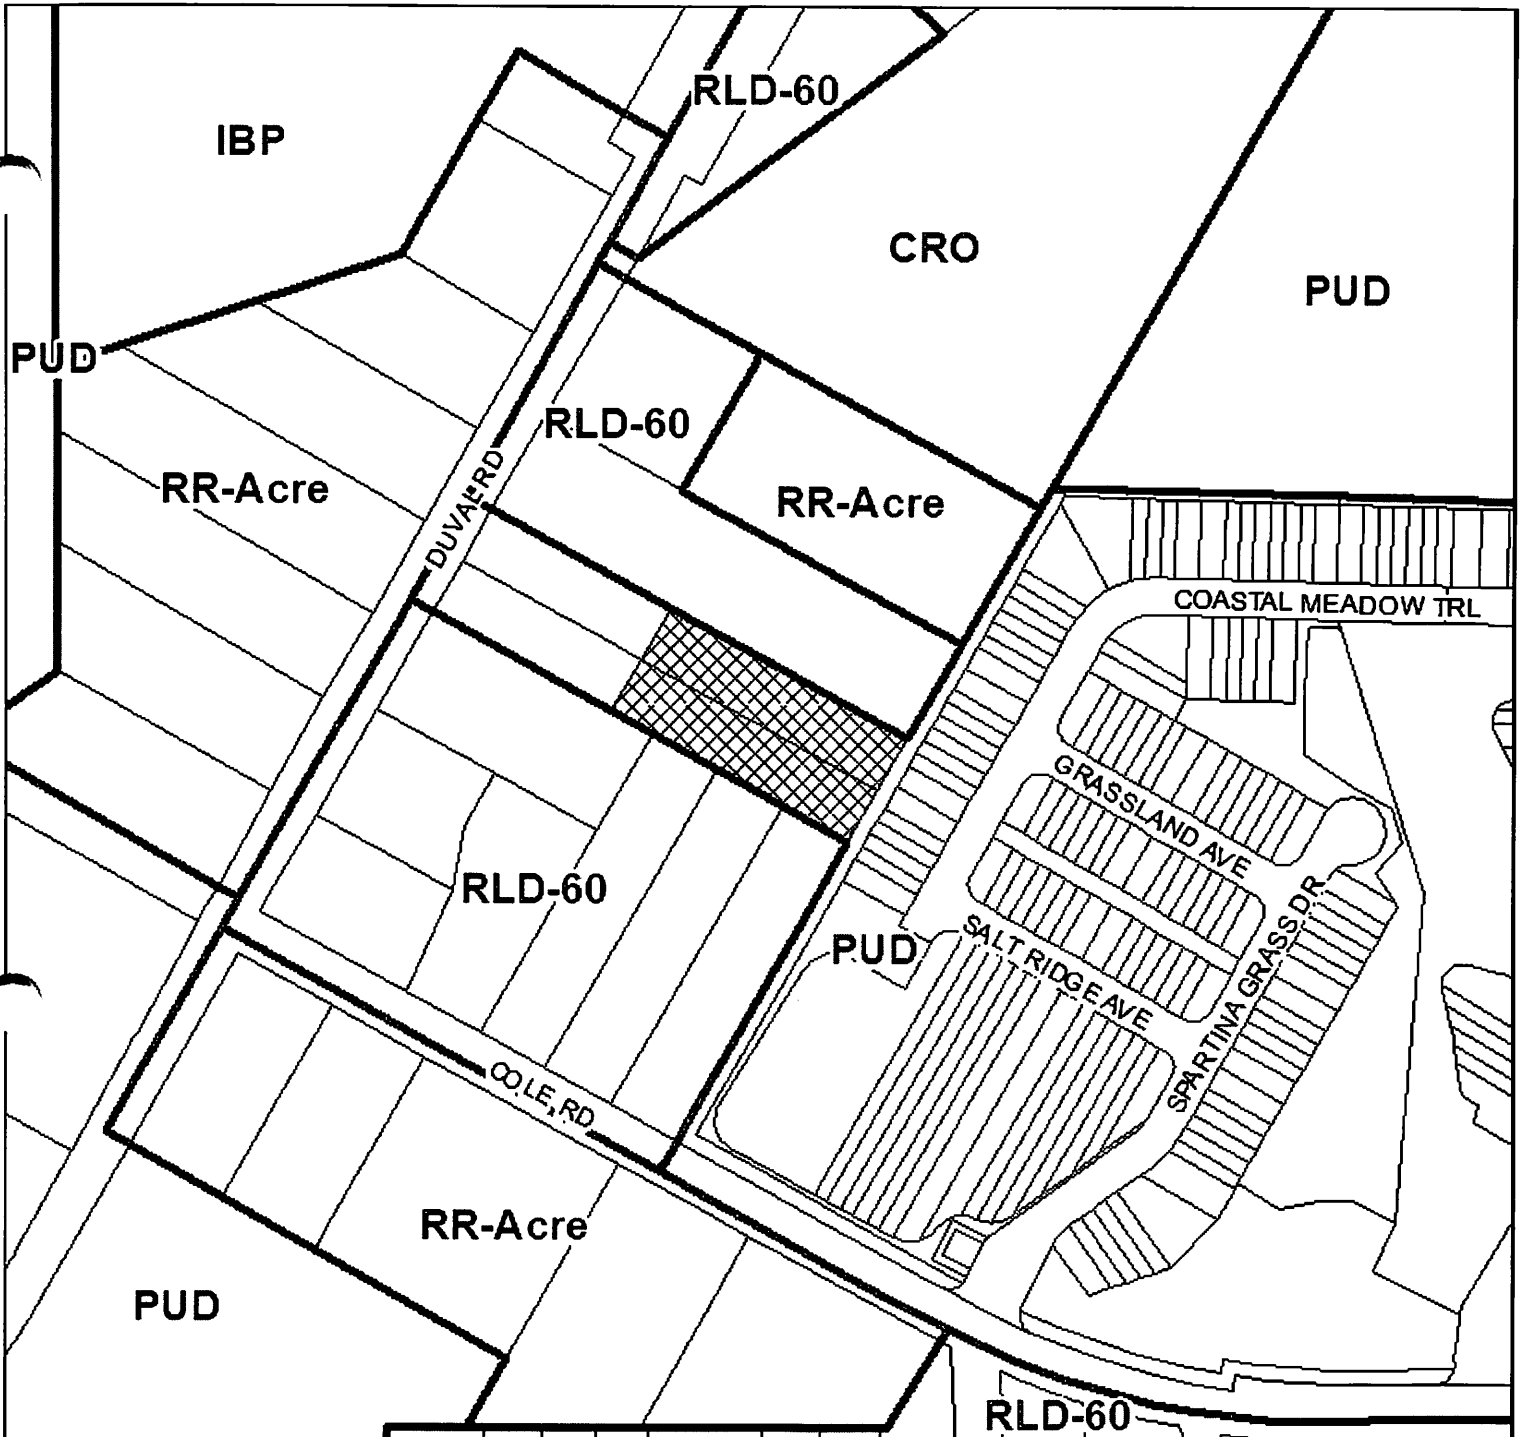 RLD-60
IBP
CRO
PUD
PUD
RLD-60
RR-Acre
RR-Acre
DUVAL RD
COASTAL MEADOW TRL
GRASSLAND AVE
RLD-60
SPARTINA GRASS DR
PUD
SALT RIDGE AVE
COLE RD
RR-Acre
PUD
RLD-60